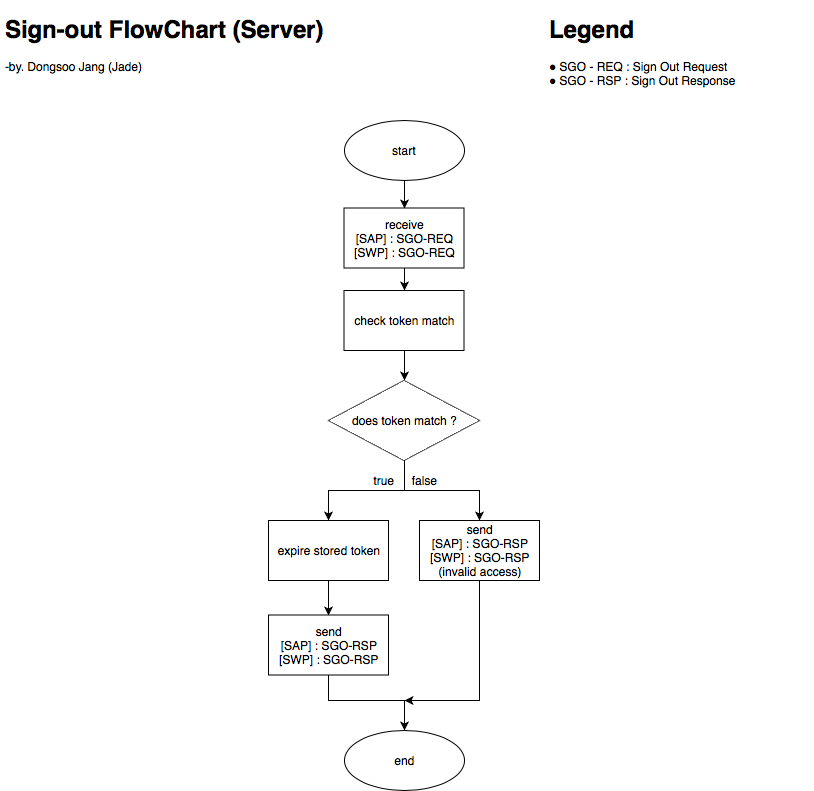 Sign-out FlowChart (Server)
-by. Dongsoo Jang (Jade)
Legend
● SGO - REQ : Sign Out Request
● SGO - RSP : Sign Out Response
start
receive
[SAP] : SGO-REQ
[SWP] : SGO-REQ
check token match
does token match ?
true
false
expire stored token
send
[SAP] : SGO-RSP
[SWP] : SGO-RSP
(invalid access)
send
[SAP] : SGO-RSP
[SWP] : SGO-RSP
end